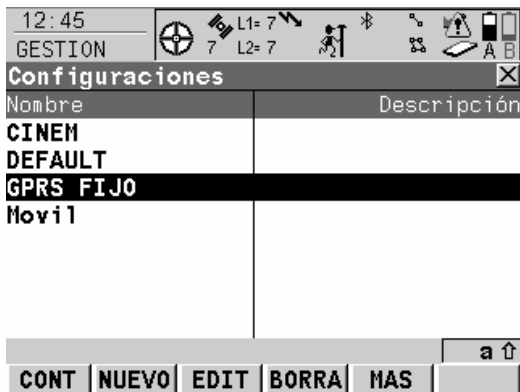 12:45
GESTION
L1= 7
7 L2= 7
A B
Configuraciones
Nombre Descripción
CINEM
DEFAULT
GPRS FIJO
Movil
a
CONT NUEVO EDIT BORRA MAS